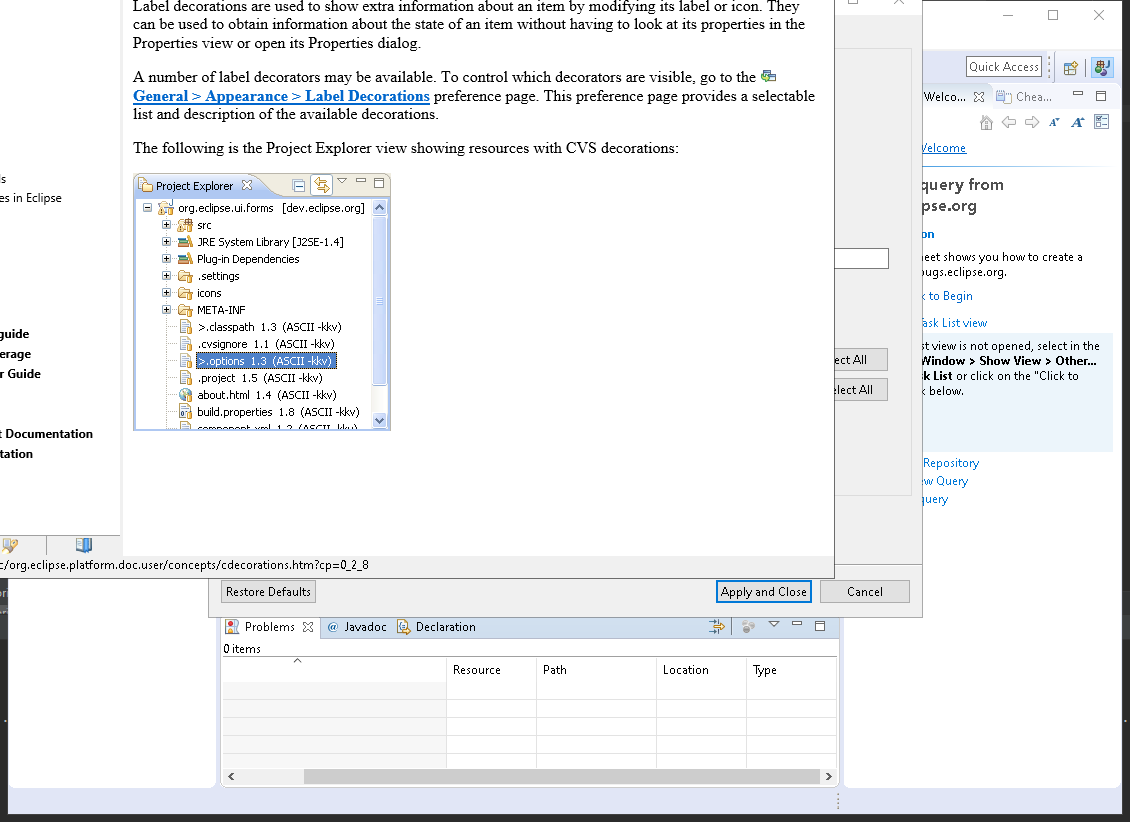 Label decorations are used to show extra information about an item by modifying its label or icon. They
can be used to obtain information about the state of an item without having to look at its properties in the
Properties view or open its Properties dialog.
A number of label decorators may be available. To control which decorators are visible, go to the
General > Appearance > Label Decorations preference page. This preference page provides a selectable
list and description of the available decorations.
The following is the Project Explorer view showing resources with CVS decorations:
Project Explorer
org.eclipse.ui.forms [dev.eclipse.org]
src
JRE System Library [J2SE-1.4]
Plug-in Dependencies
.settings
icons
META-INF
>.classpath 1.3 (ASCII -kkv)
.cvsignore 1.1 (ASCII -kkv)
>.options 1.3 (ASCII -kkv)
.project 1.5 (ASCII -kkv)
about.html 1.4 (ASCII -kkv)
build.properties 1.8 (ASCII -kkv)
component.xml 1.2 (ASCII -kkv)
ls
es in Eclipse
guide
erage
r Guide
t Documentation
tation
c/org.eclipse.platform.doc.user/concepts/cdecorations.htm?cp=0_2_8
ect All
elect All
Restore Defaults
Apply and Close
Cancel
Quick Access
Welco...
Chea...
Welcome
query from
pse.org
on
eet shows you how to create a
bugs.eclipse.org.
k to Begin
Task List view
st view is not opened, select in the
Window > Show View > Other...
k List or click on the "Click to
k below.
Repository
ew Query
query
Problems
@ Javadoc
Declaration
0 items
Resource
Path
Location
Type